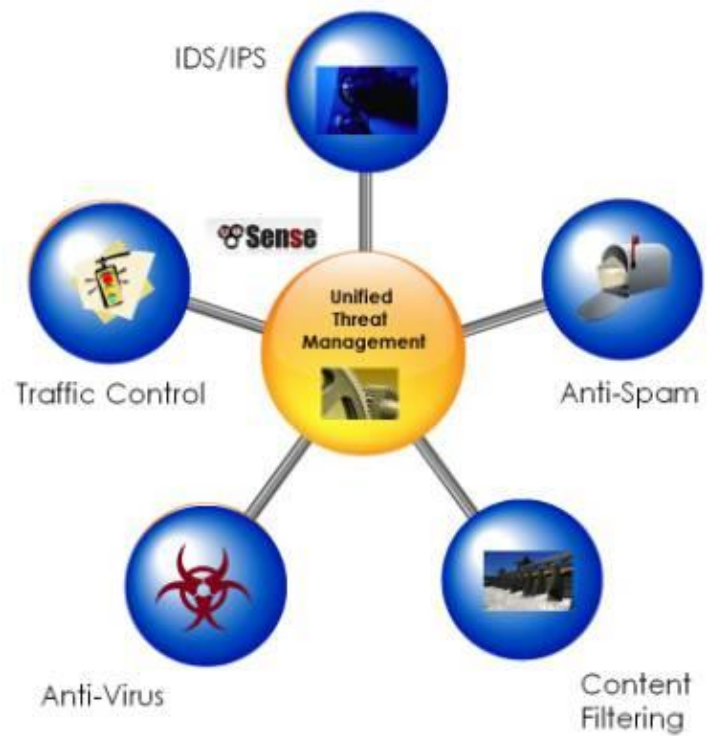 IDS/IPS
Sense
Unified
Threat
Management
Traffic Control
Anti-Spam
Anti-Virus
Content
Filtering